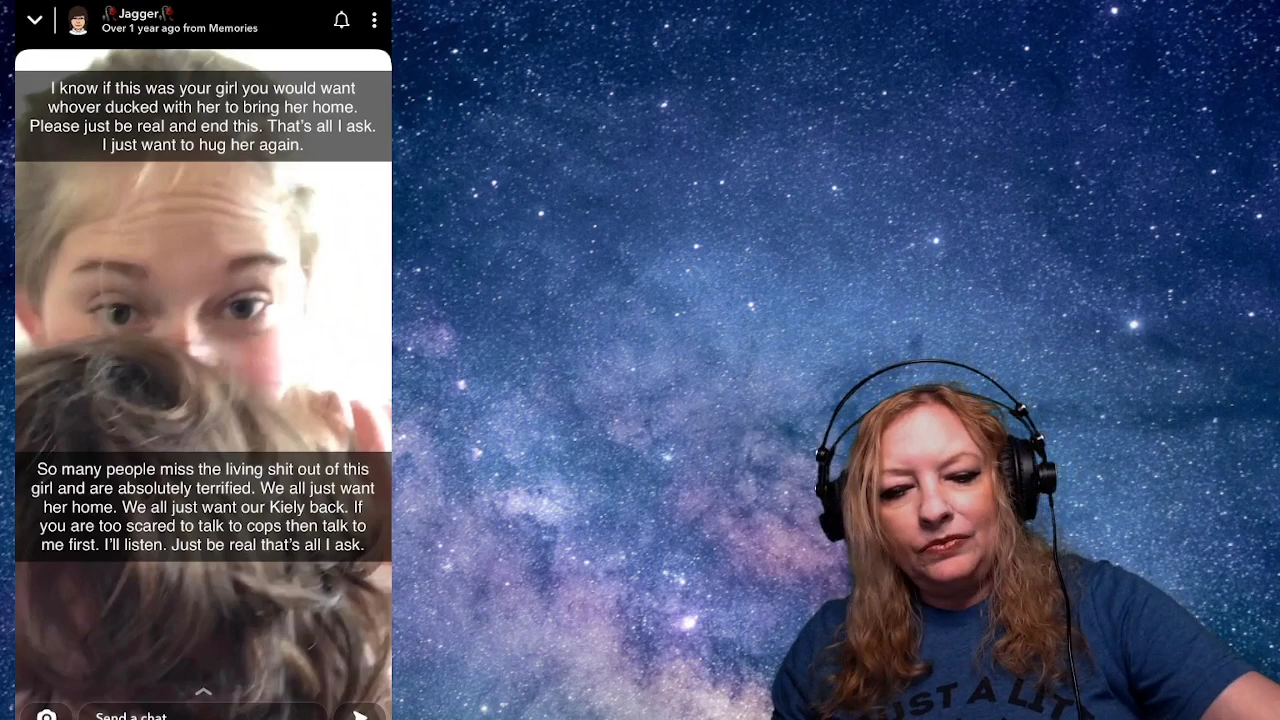 🥀Jagger🥀
Over 1 year ago from Memories
I know if this was your girl you would want
whover ducked with her to bring her home.
Please just be real and end this. That's all I ask.
I just want to hug her again.
So many people miss the living shit out of this
girl and are absolutely terrified. We all just want
her home. We all just want our Kiely back. If
you are too scared to talk to cops then talk to
me first. I'll listen. Just be real that's all I ask.
Send a chat
UST A LIT